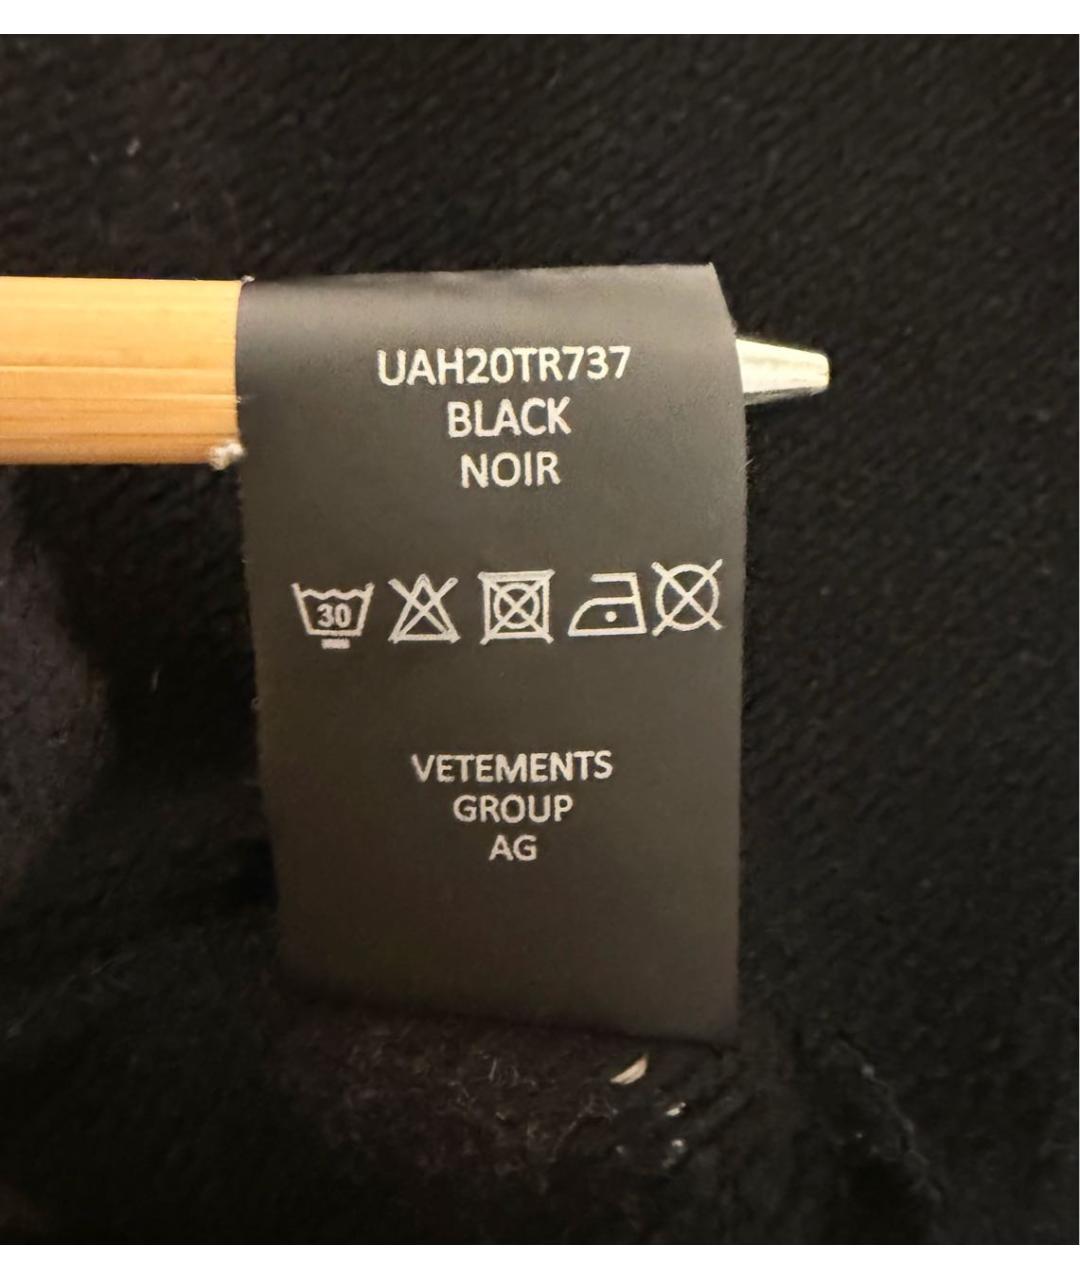 UAH20TR737
BLACK
NOIR
30
VETEMENTS
GROUP
AG